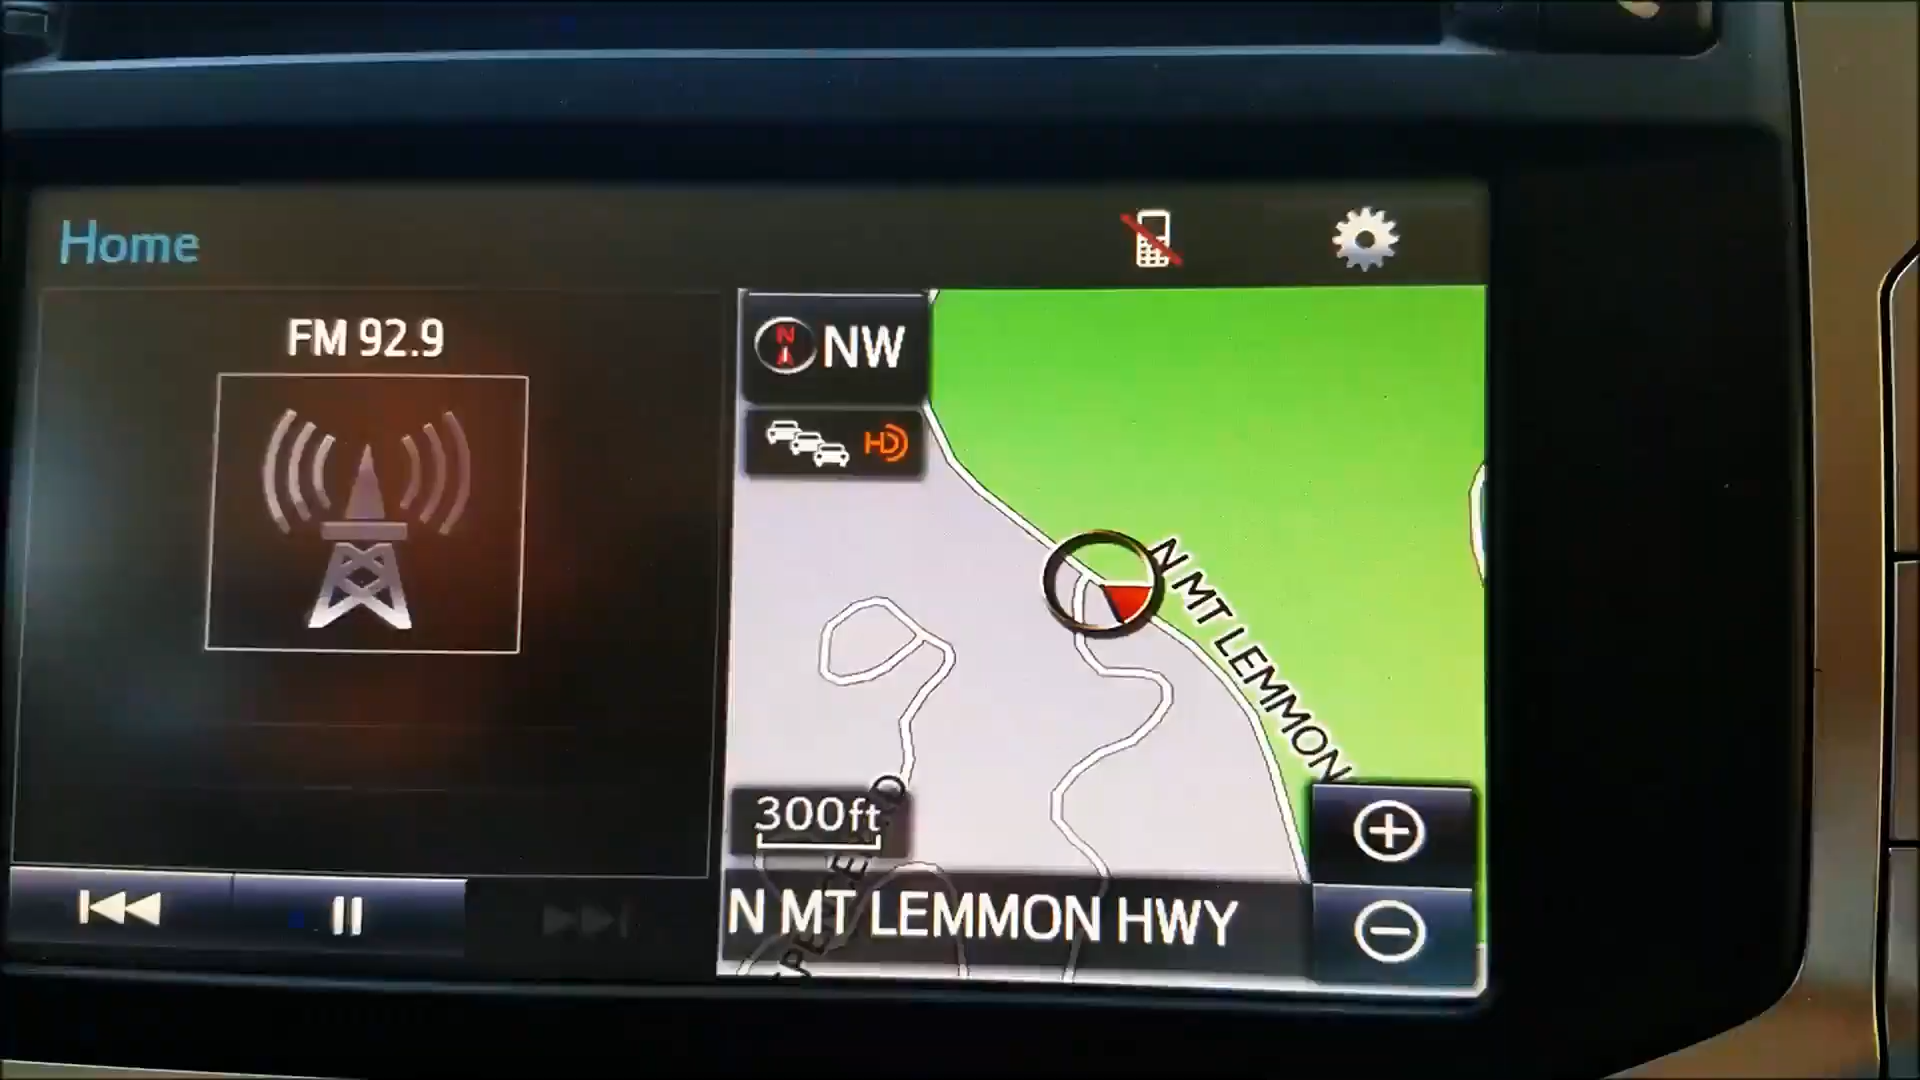 Home
FM 92.9
N
NW
HD
N MT LEMMON
300ft
N MT LEMMON HWY